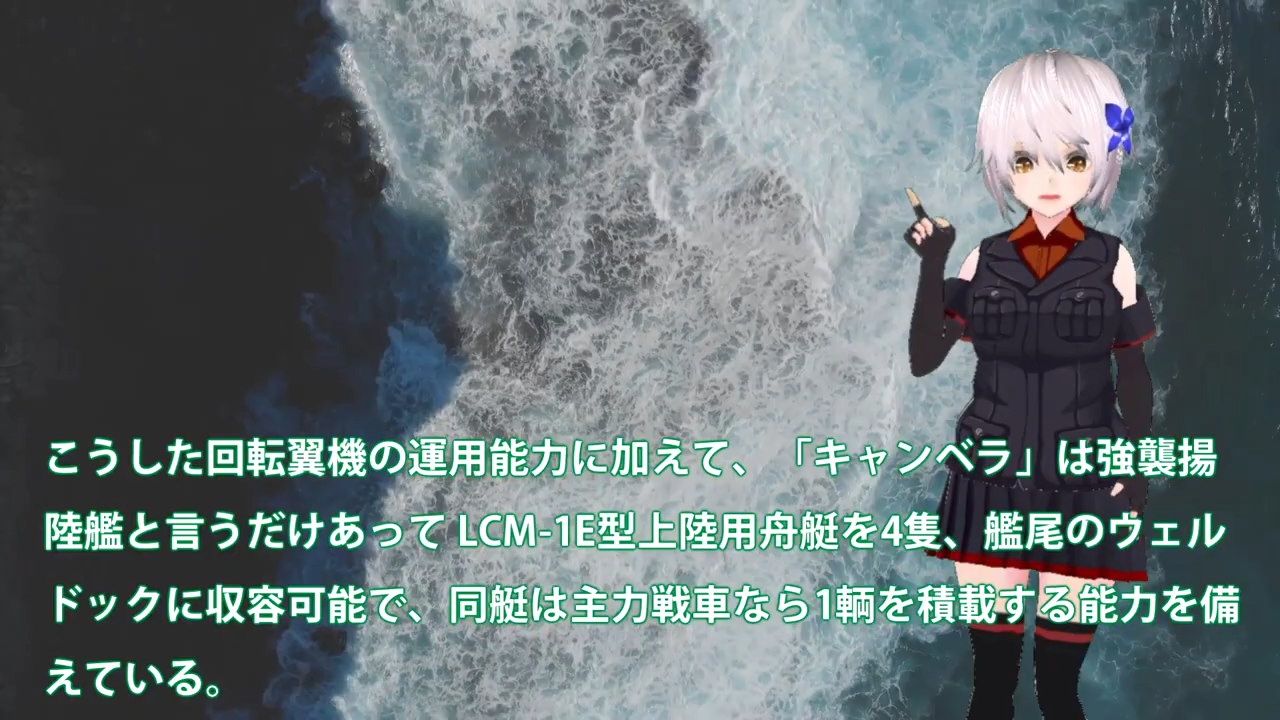 こうした回転翼機の運用能力に加えて、「キャンベラ」は強襲揚
陸艦と言うだけあって LCM-1E型上陸用舟艇を4隻、艦尾のウェル
ドックに収容可能で、同艇は主力戦車なら1輌を積載する能力を備
えている。